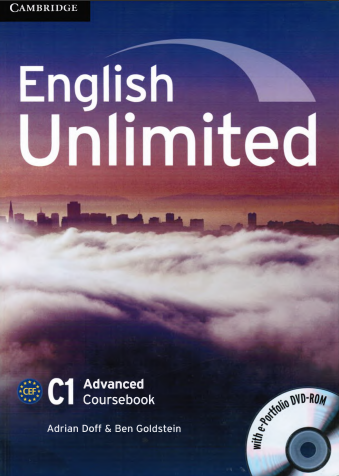 CAMBRIDGE
English
Unlimited
CEF
C1 Advanced
Coursebook
with e-Portfolio DVD-ROM
Adrian Doff & Ben Goldstein